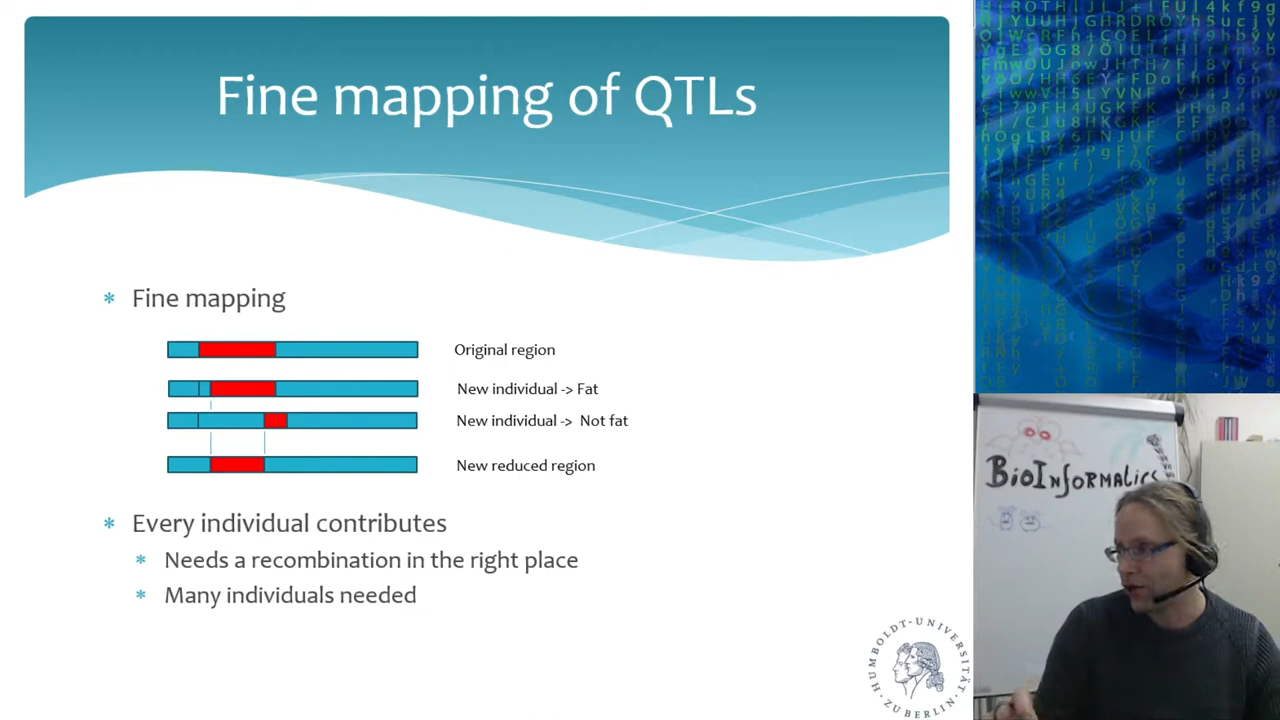 Fine mapping of QTLs
* Fine mapping
Original region
New individual -> Fat
New individual -> Not fat
New reduced region
* Every individual contributes
* Needs a recombination in the right place
* Many individuals needed
BioInformatics
HUMBOLDT-UNIVERSITÄT
ZU BERLIN